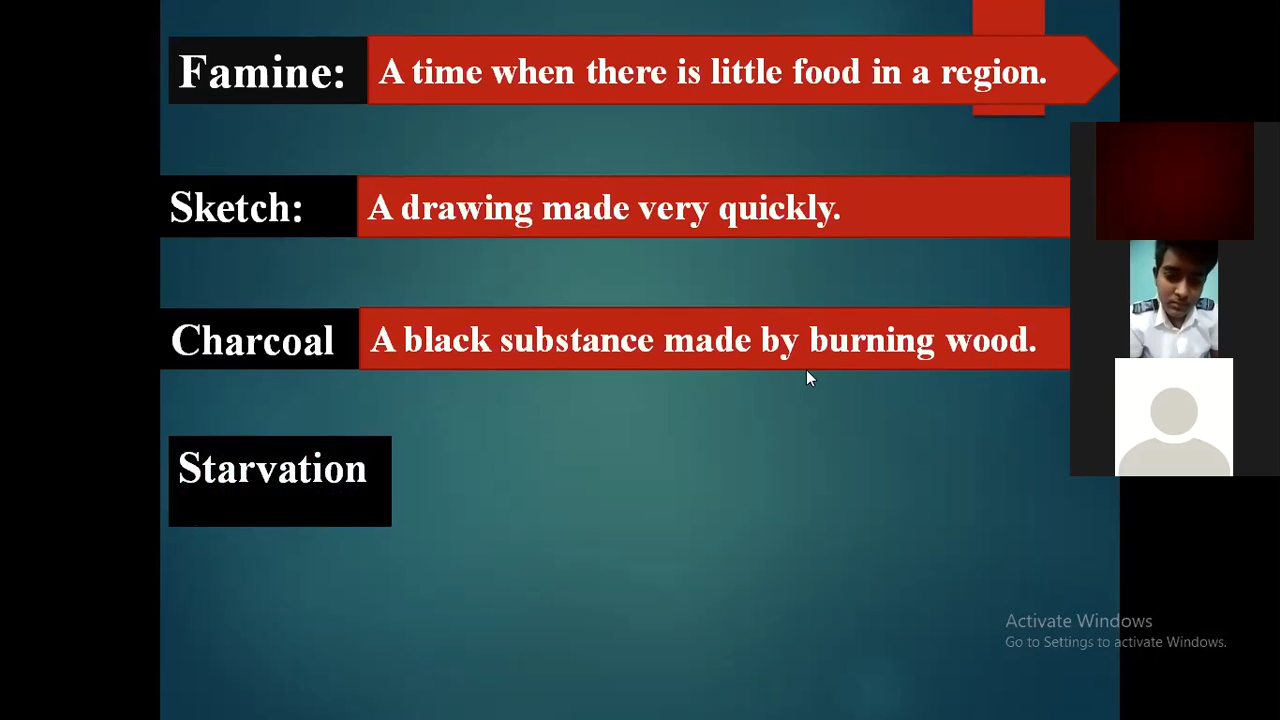 Famine: A time when there is little food in a region.
Sketch: A drawing made very quickly.
Charcoal A black substance made by burning wood.
Starvation
Activate Windows
Go to Settings to activate Windows.